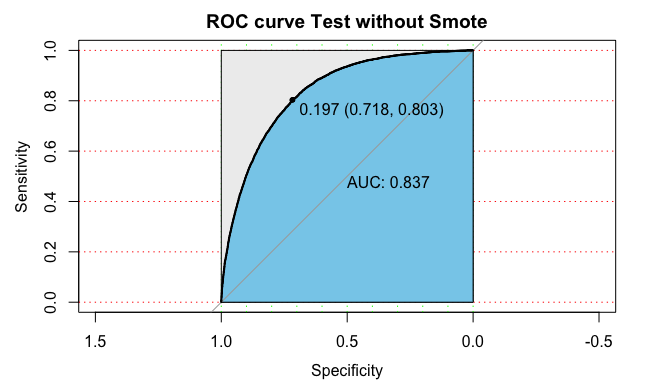 ROC curve Test without Smote
Sensitivity
1.0
0.8
0.6
0.4
0.2
0.0
0.197 (0.718, 0.803)
AUC: 0.837
1.5 1.0 0.5 0.0 -0.5
Specificity